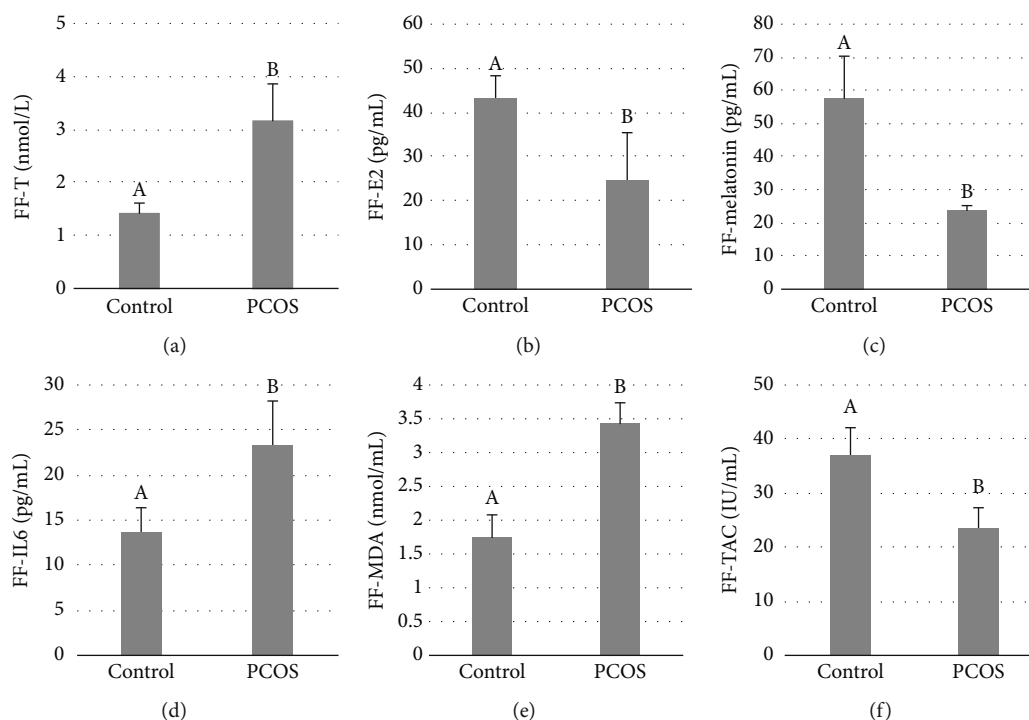 FF-T (nmol/L)
5
4
3
2
1
0
A
B
Control PCOS
(a)
FF-E2 (pg/mL)
60
50
40
30
20
10
0
A
B
Control PCOS
(b)
FF-melatonin (pg/mL)
80
70
60
50
40
30
20
10
0
A
B
Control PCOS
(c)
FF-IL6 (pg/mL)
30
25
20
15
10
5
0
A
B
Control PCOS
(d)
FF-MDA (nmol/mL)
4
3.5
3
2.5
2
1.5
1
0.5
0
A
B
Control PCOS
(e)
FF-TAC (IU/mL)
50
40
30
20
10
0
A
B
Control PCOS
(f)